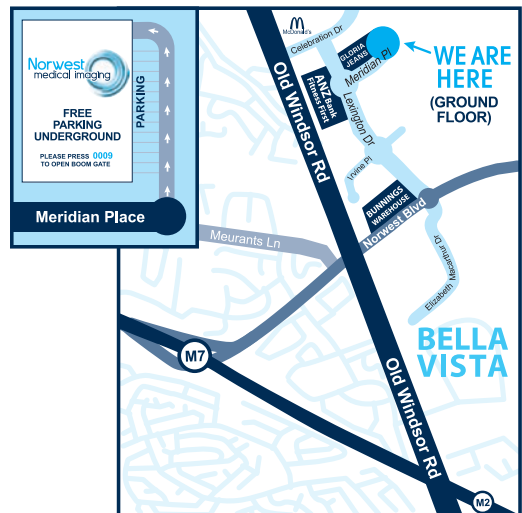 Norwest
medical imaging
FREE
PARKING
UNDERGROUND
PLEASE PRESS 0009
TO OPEN BOOM GATE
PARKING
Meridian Place
McDonald's
Celebration Dr
GLORIA
JEANS
Meridian Pl
WE ARE
HERE
(GROUND
FLOOR)
ANZ Bank
Fitness First
Lexington Dr
Old Windsor Rd
Irvine Pl
BUNNINGS
WAREHOUSE
Norwest Blvd
Meurants Ln
Elizabeth
Macarthur Dr
BELLA
VISTA
M7
Old Windsor Rd
M2